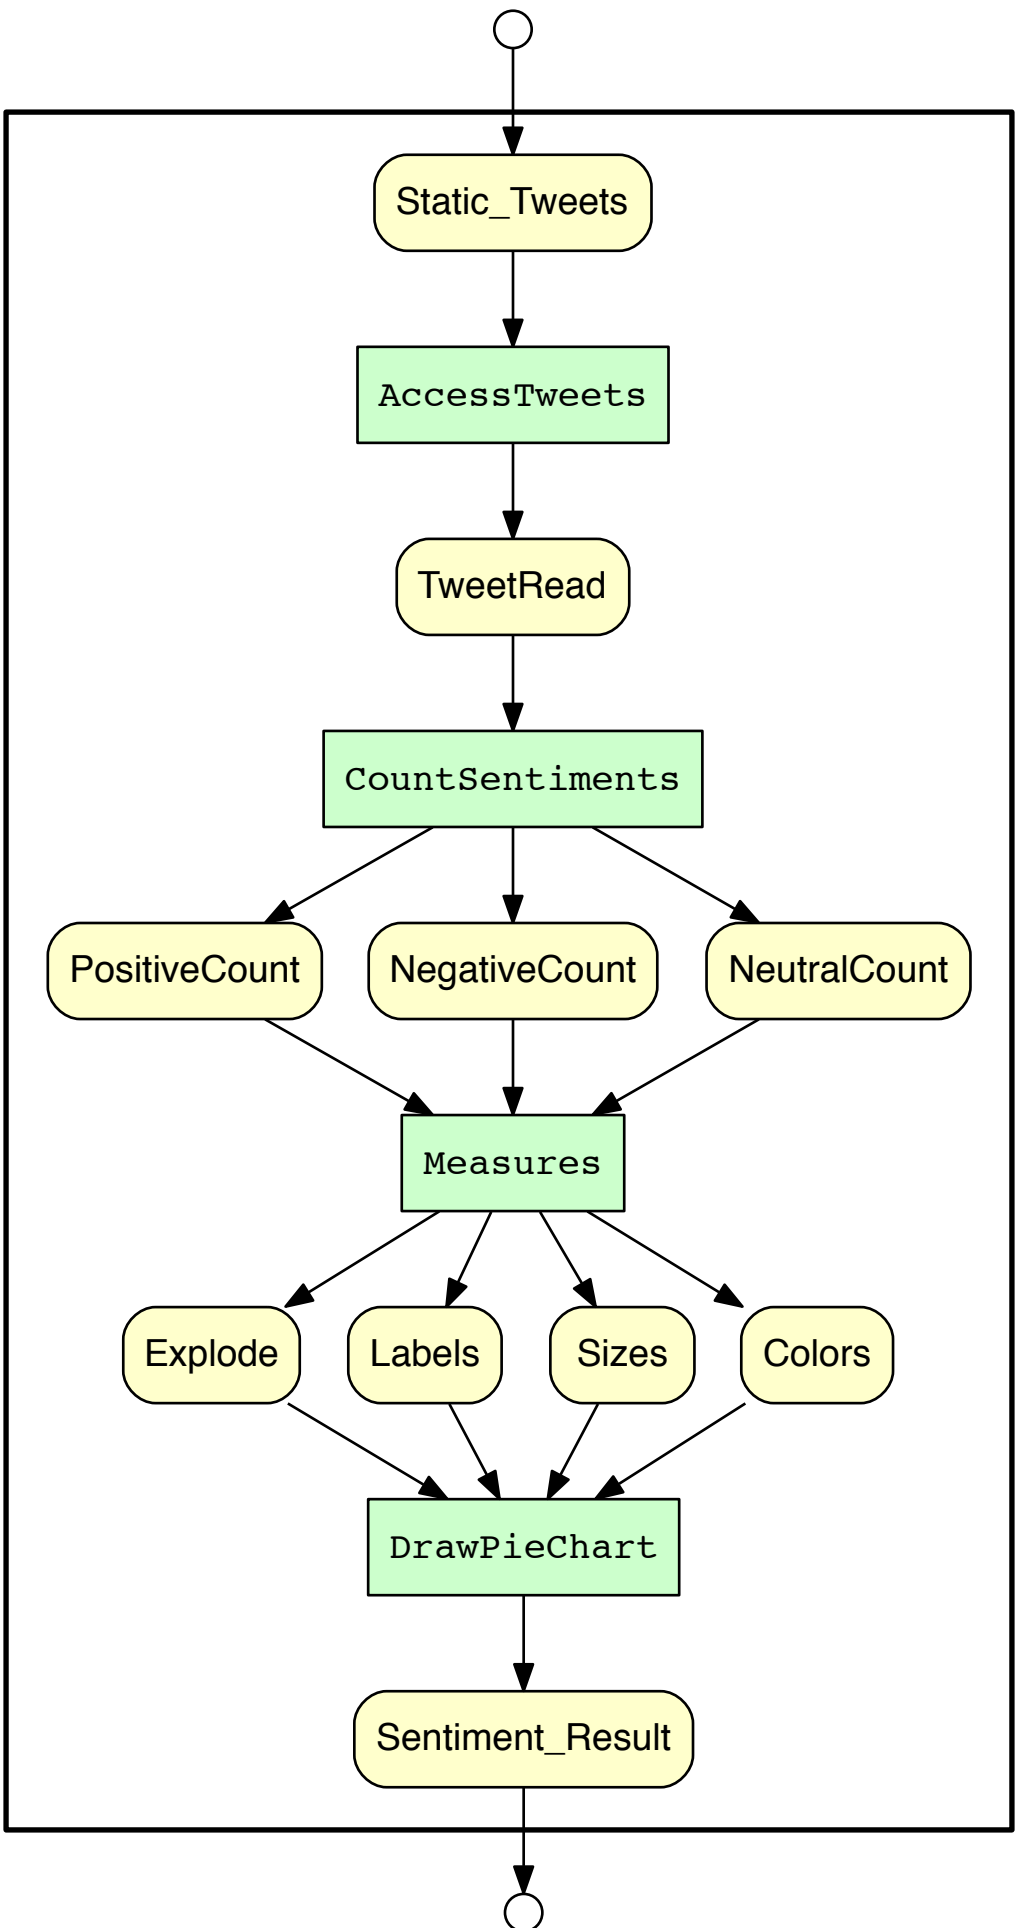 Static_Tweets
AccessTweets
TweetRead
CountSentiments
PositiveCount
NegativeCount
NeutralCount
Measures
Explode
Labels
Sizes
Colors
DrawPieChart
Sentiment_Result